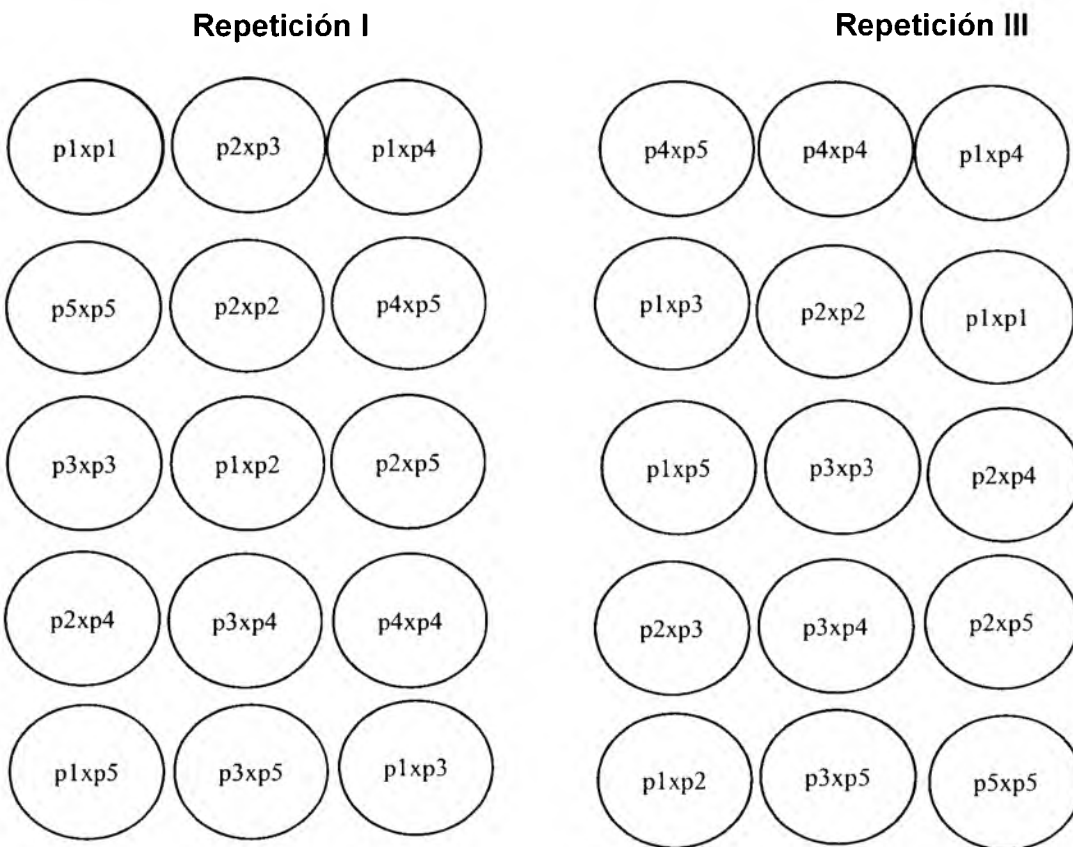 Repetición I
p1xp1 p2xp3 p1xp4
p5xp5 p2xp2 p4xp5
p3xp3 p1xp2 p2xp5
p2xp4 p3xp4 p4xp4
p1xp5 p3xp5 p1xp3
Repetición III
p4xp5 p4xp4 p1xp4
p1xp3 p2xp2 p1xp1
p1xp5 p3xp3 p2xp4
p2xp3 p3xp4 p2xp5
p1xp2 p3xp5 p5xp5